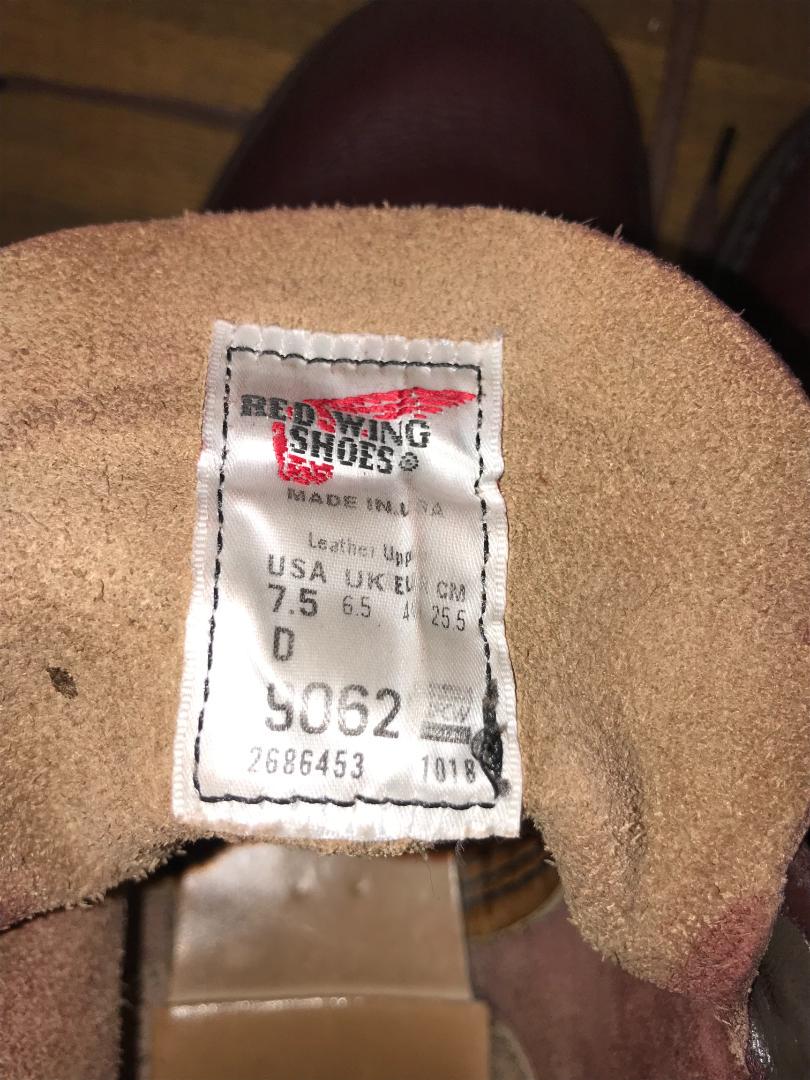 RED WING
SHOES®
MADE IN USA
Leather
USA UK EUR CM
7.5 6.5 25.5
D
9062
2686453 1018